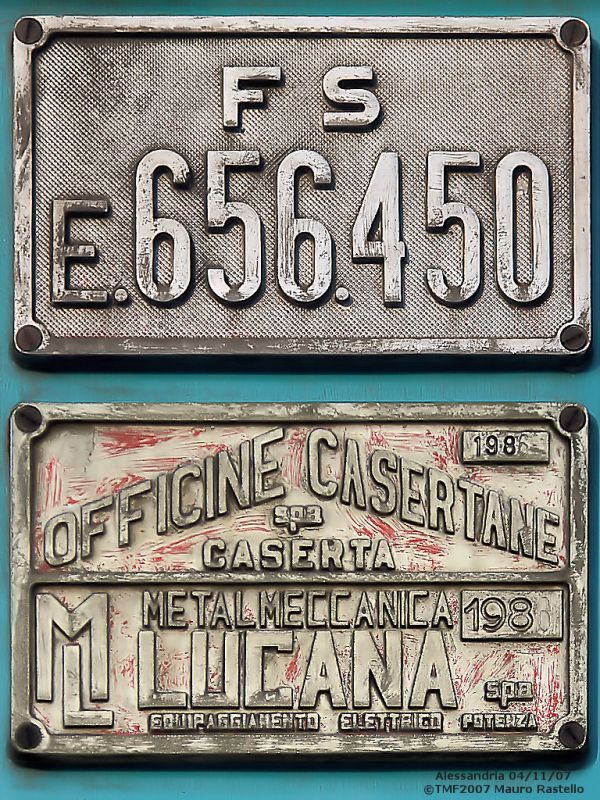 F S
E.656.450
OFFICINE CASERTANE
spa
CASERTA
ML
METALMECCANICA
LUCANA spa
EQUIPAGGIAMENTO ELETTRICO POTENZA
Alessandria 04/11/07
©TMF2007 Mauro Rastello